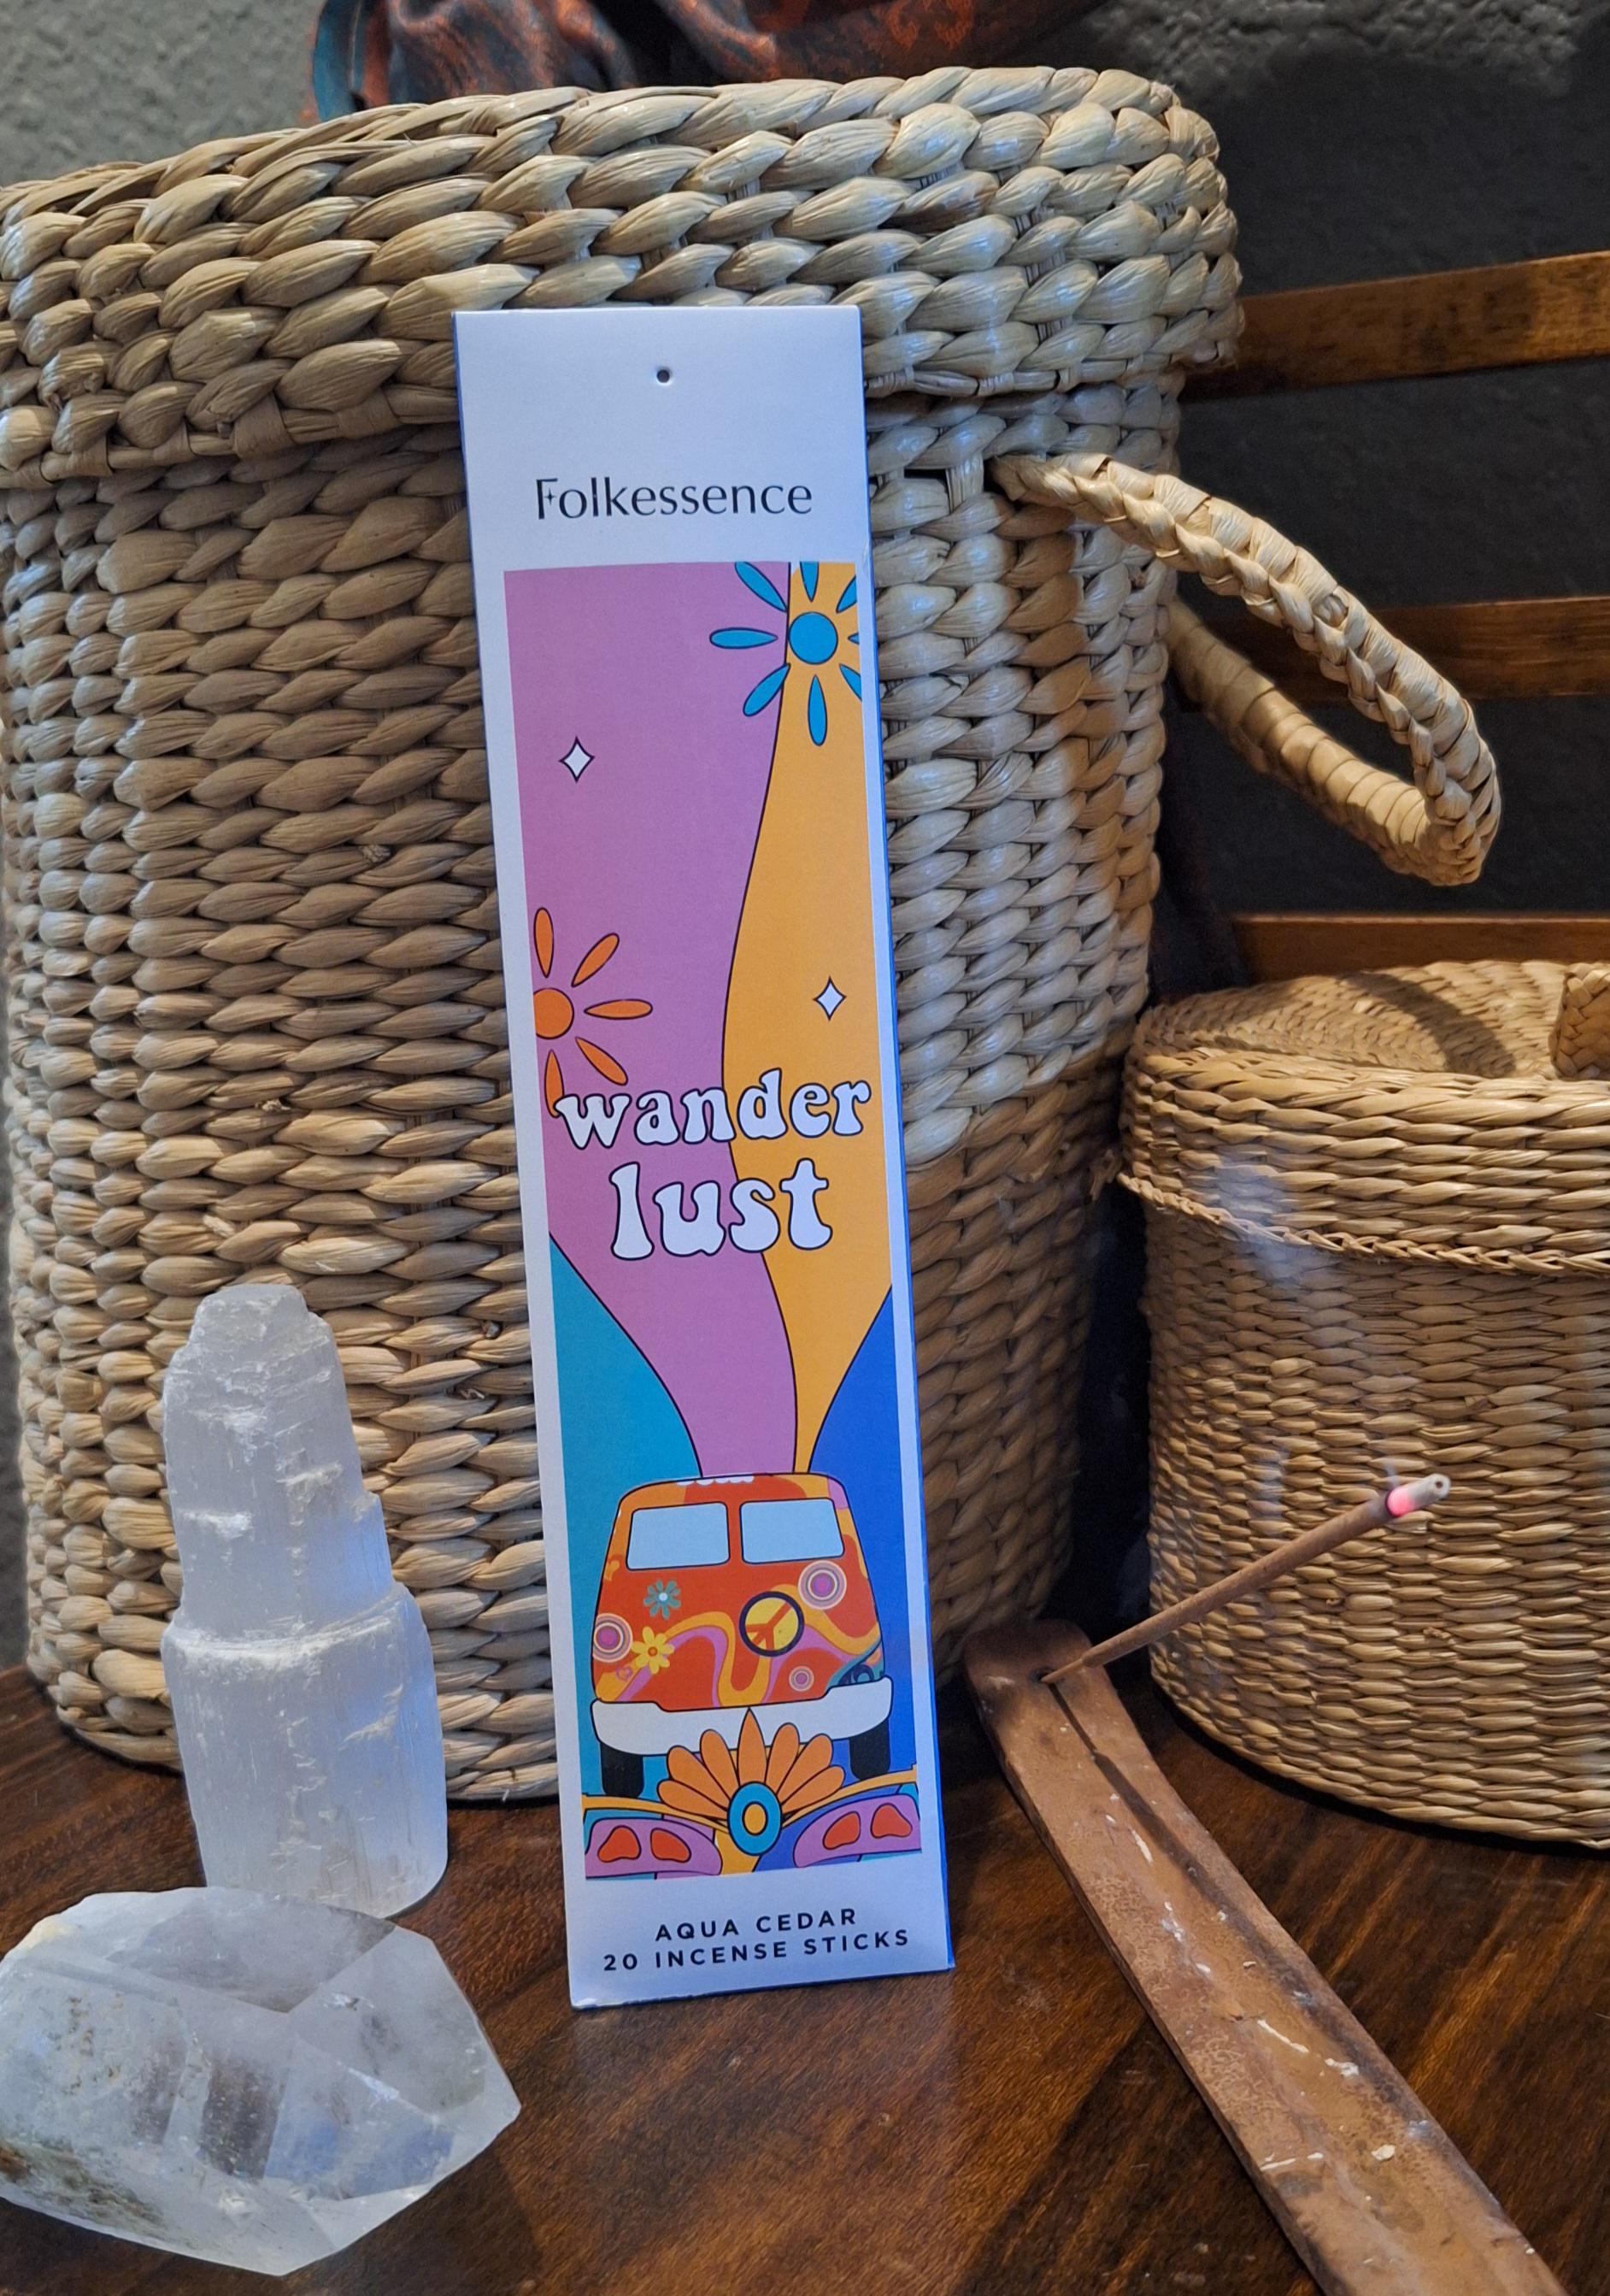 Folkessence
wander
lust
AQUA CEDAR
20 INCENSE STICKS